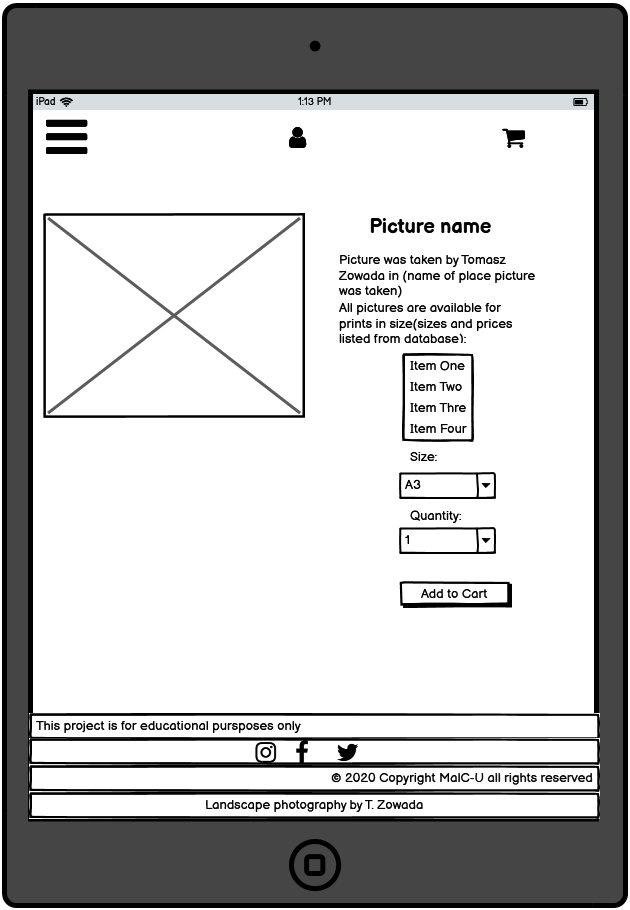 iPad
1:13 PM
Picture name
Picture was taken by Tomasz
Zowada in (name of place picture
was taken)
All pictures are available for
prints in size(sizes and prices
listed from database):
Item One
Item Two
Item Thre
Item Four
Size:
A3
Quantity:
1
Add to Cart
This project is for educational pursposes only
© 2020 Copyright MalC-U all rights reserved
Landscape photography by T. Zowada